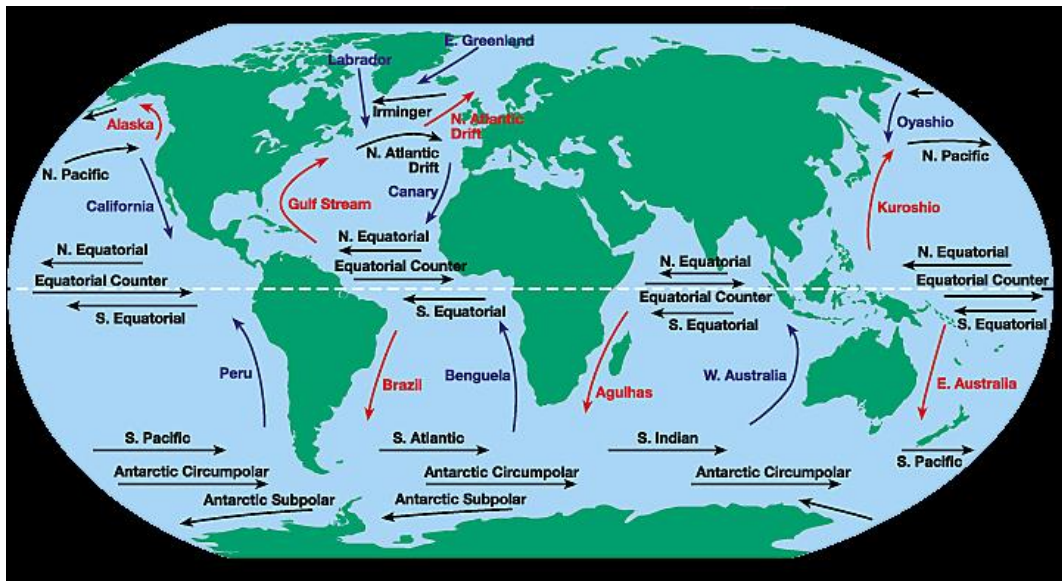 E. Greenland
Labrador
Irminger
Alaska
N. Atlantic
Drift
Oyashio
N. Pacific
N. Atlantic
Drift
N. Pacific
Canary
California
Gulf Stream
Kuroshio
N. Equatorial
N. Equatorial
N. Equatorial
N. Equatorial
Equatorial Counter
Equatorial Counter
Equatorial Counter
Equatorial Counter
S. Equatorial
S. Equatorial
S. Equatorial
S. Equatorial
Peru
Brazil
Benguela
Agulhas
W. Australia
E. Australia
S. Pacific
S. Atlantic
S. Indian
S. Pacific
Antarctic Circumpolar
Antarctic Circumpolar
Antarctic Circumpolar
Antarctic Subpolar
Antarctic Subpolar